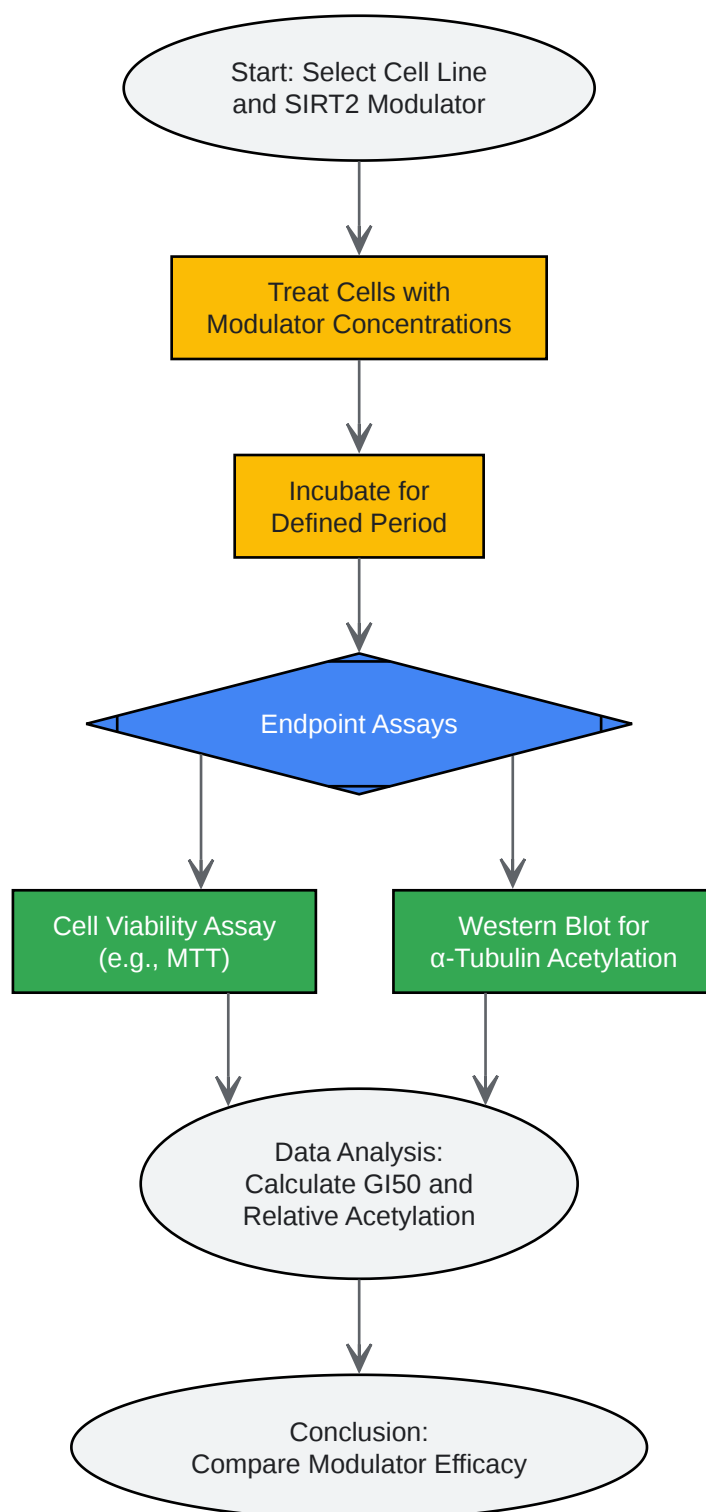 Start: Select Cell Line
and SIRT2 Modulator
Treat Cells with
Modulator Concentrations
Incubate for
Defined Period
Endpoint Assays
Cell Viability Assay
(e.g., MTT)
Western Blot for
α-Tubulin Acetylation
Data Analysis:
Calculate GI50 and
Relative Acetylation
Conclusion:
Compare Modulator Efficacy